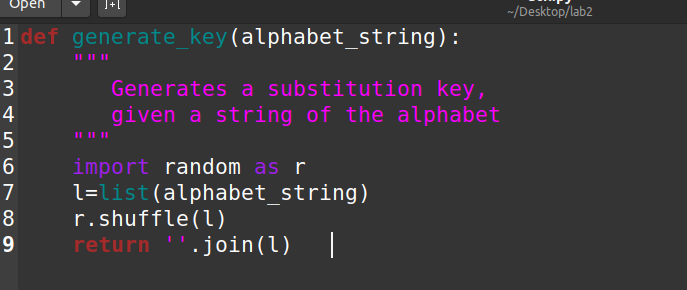 Open
~/Desktop/lab2
1 def generate_key(alphabet_string):
2     """
3        Generates a substitution key,
4        given a string of the alphabet
5     """
6     import random as r
7     l=list(alphabet_string)
8     r.shuffle(l)
9     return ''.join(l)